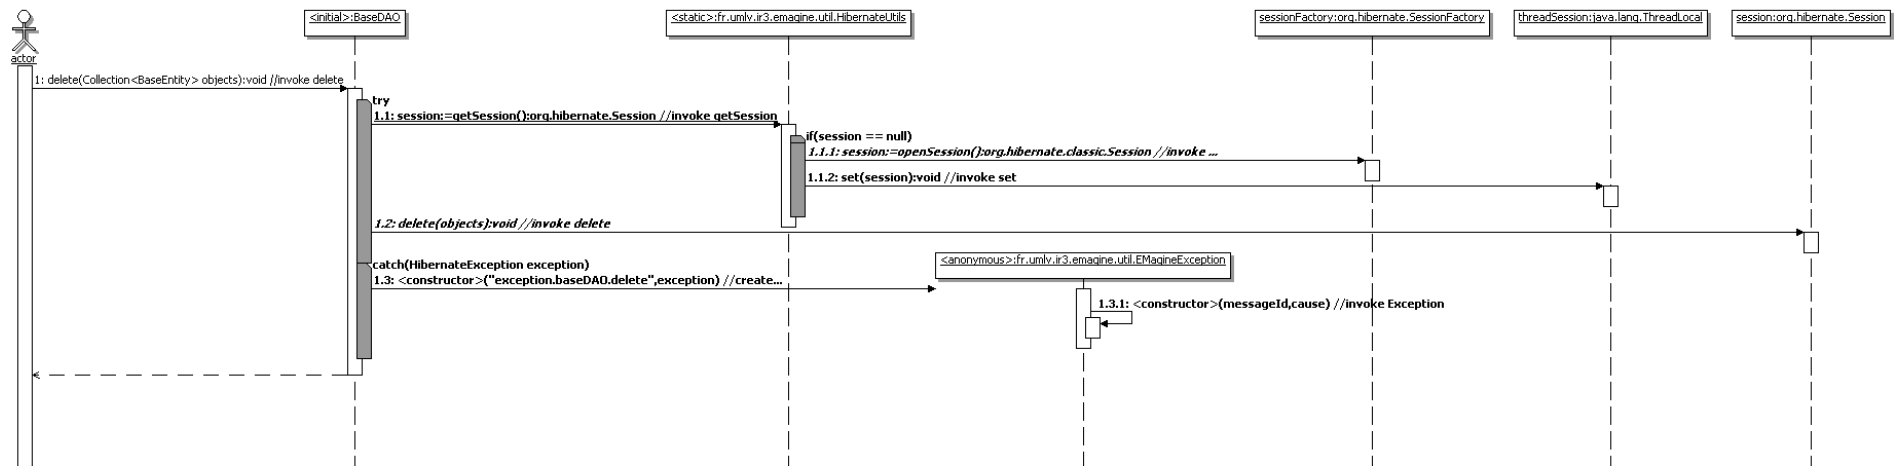 <initial>:BaseDAO
<static>:fr.umlv.ir3.emagine.util.HibernateUtils
sessionFactory:org.hibernate.SessionFactory
threadSession:java.lang.ThreadLocal
session:org.hibernate.Session
actor
1: delete(Collection<BaseEntity> objects):void //invoke delete
try
1.1: session:=getSession():org.hibernate.Session //invoke getSession
if(session == null)
1.1.1: session:=openSession():org.hibernate.classic.Session //invoke ...
1.1.2: set(session):void //invoke set
1.2: delete(objects):void //invoke delete
<anonymous>:fr.umlv.ir3.emagine.util.EMagineException
catch(HibernateException exception)
1.3: <constructor>("exception.baseDAO.delete",exception) //create...
1.3.1: <constructor>(messageId,cause) //invoke Exception